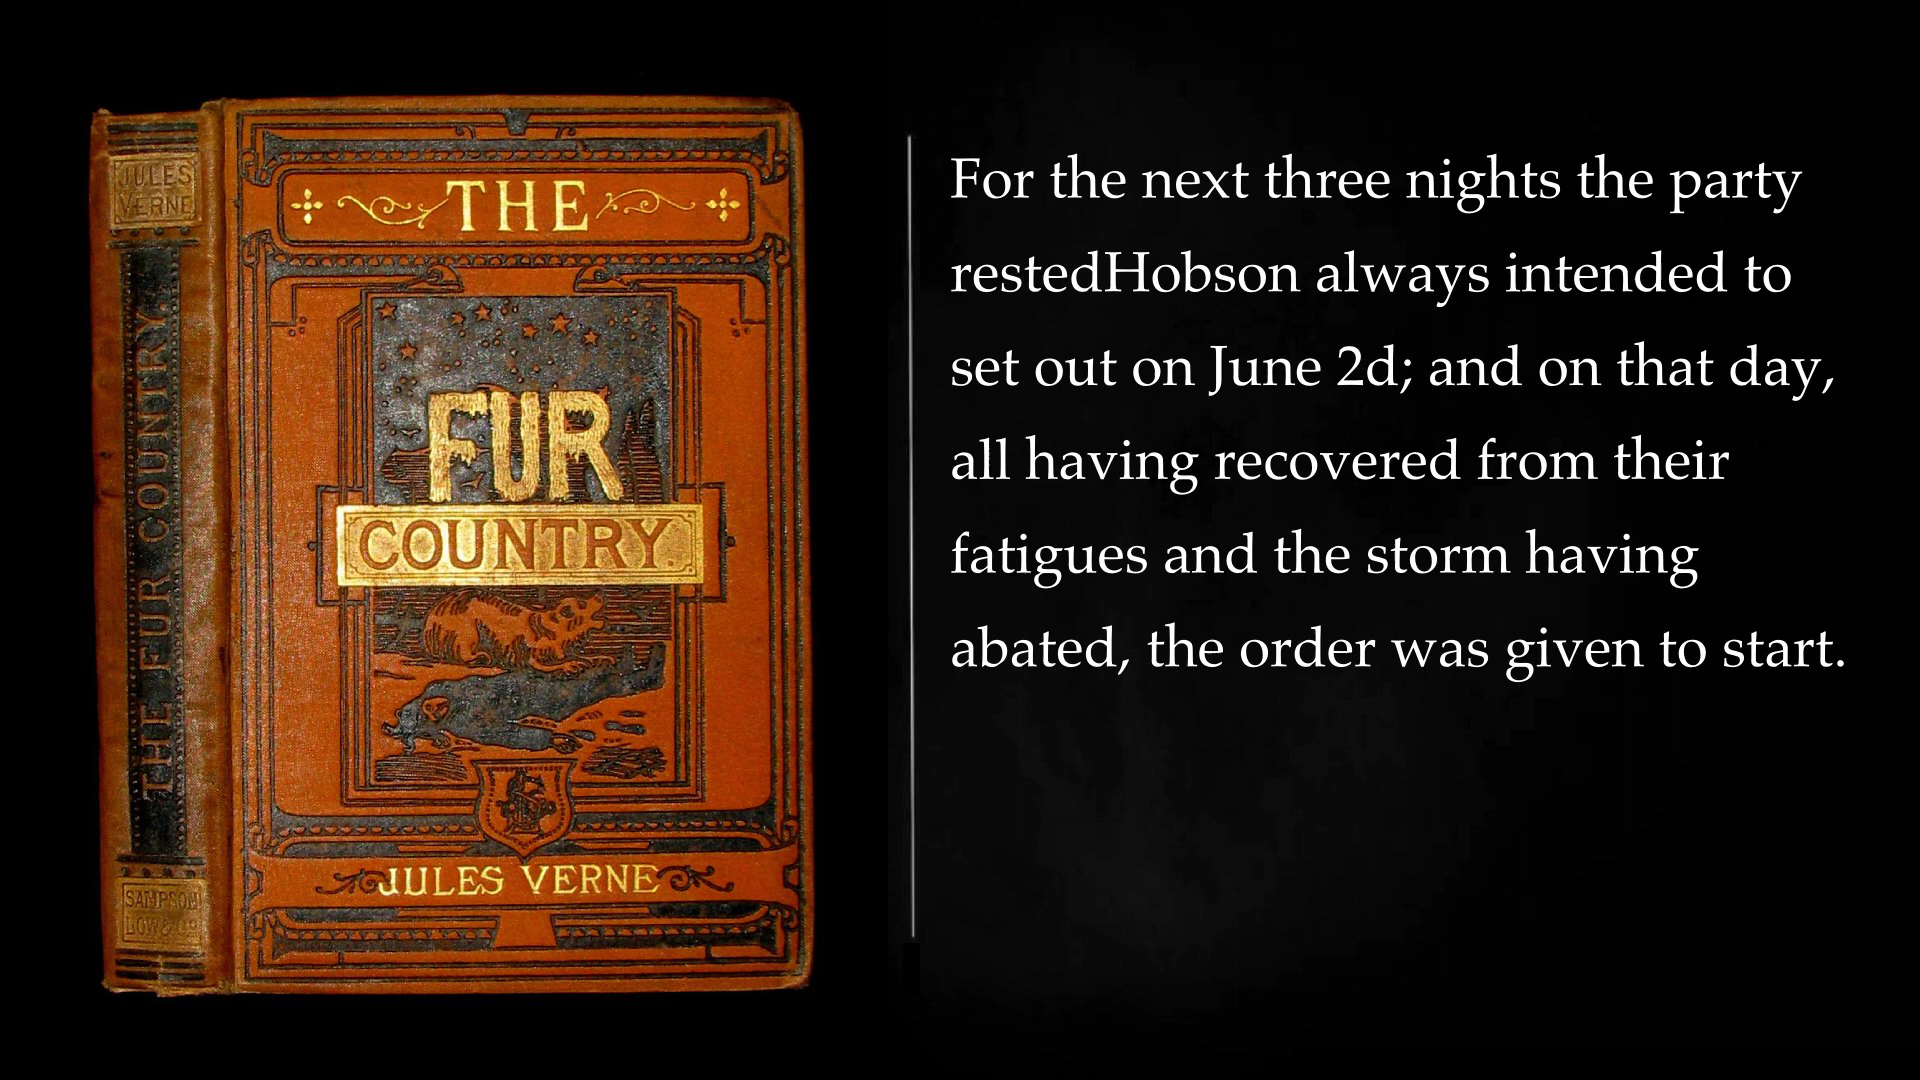 JULES
VERNE
THE FUR COUNTRY.
SAMPSON
LOW & Co
THE
FUR
COUNTRY.
JULES VERNE
For the next three nights the party
restedHobson always intended to
set out on June 2d; and on that day,
all having recovered from their
fatigues and the storm having
abated, the order was given to start.